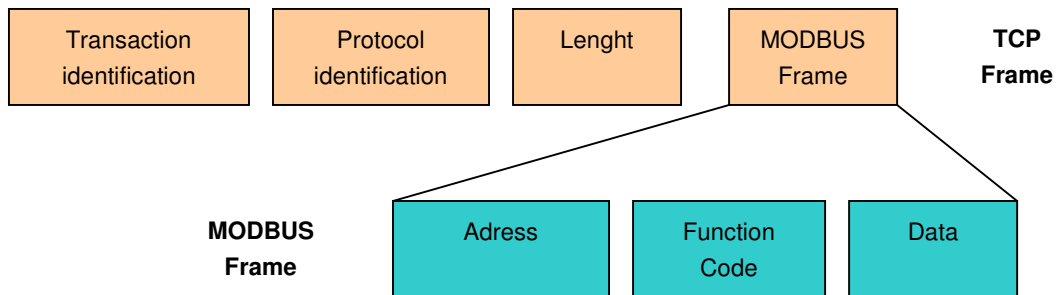 Transaction
identification
Protocol
identification
Lenght
MODBUS
Frame
TCP
Frame
MODBUS
Frame
Adress
Function
Code
Data